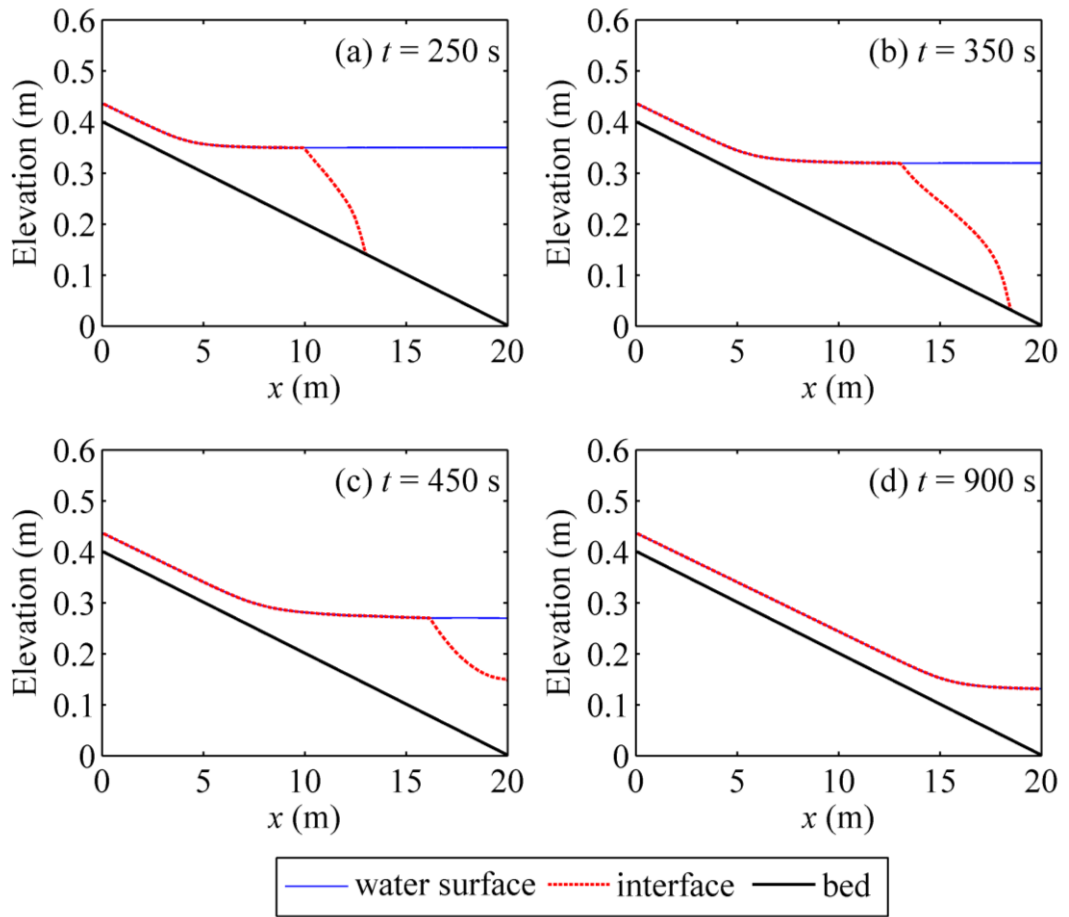 (a) t = 250 s
Elevation (m)
0.6
0.5
0.4
0.3
0.2
0.1
0
0 5 10 15 20
x (m)
(b) t = 350 s
Elevation (m)
0.6
0.5
0.4
0.3
0.2
0.1
0
0 5 10 15 20
x (m)
(c) t = 450 s
Elevation (m)
0.6
0.5
0.4
0.3
0.2
0.1
0
0 5 10 15 20
x (m)
(d) t = 900 s
Elevation (m)
0.6
0.5
0.4
0.3
0.2
0.1
0
0 5 10 15 20
x (m)
water surface interface bed